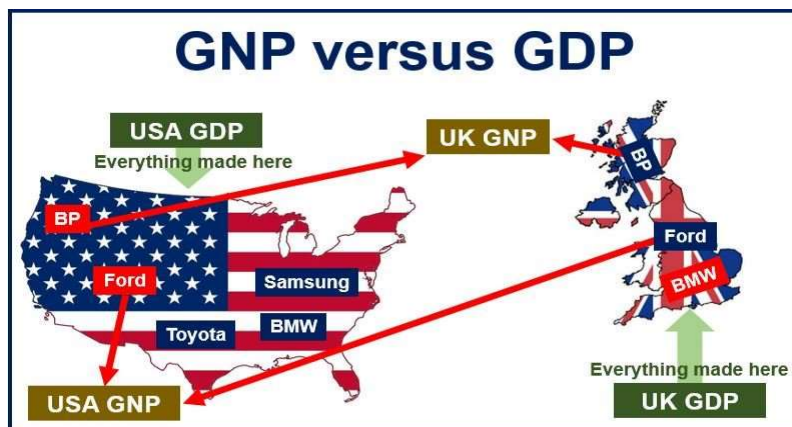 GNP versus GDP
USA GDP
Everything made here
UK GNP
BP
BP
Ford
Ford
Samsung
BMW
Toyota
BMW
Everything made here
USA GNP
UK GDP